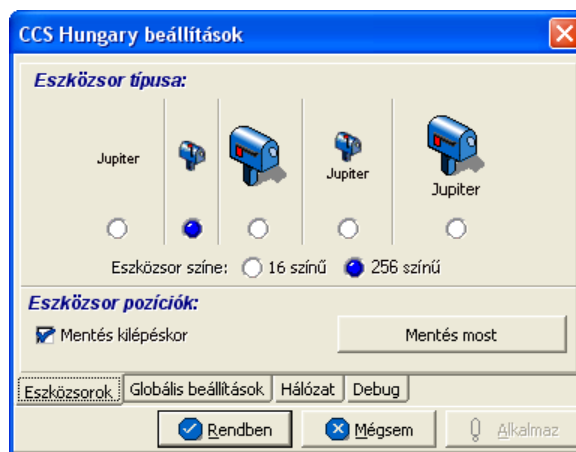 CCS Hungary beállítások
Eszközsor típusa:
Jupiter
Jupiter
Jupiter
Eszközsor színe: 16 színű 256 színű
Eszközsor pozíciók:
Mentés kilépéskor Mentés most
Eszközsorok Globális beállítások Hálózat Debug
Rendben Mégsem Alkalmaz